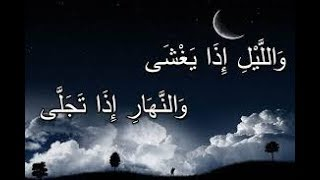 وَاللَّيْلِ إِذَا يَغْشَى
وَالنَّهَارِ إِذَا تَجَلَّى